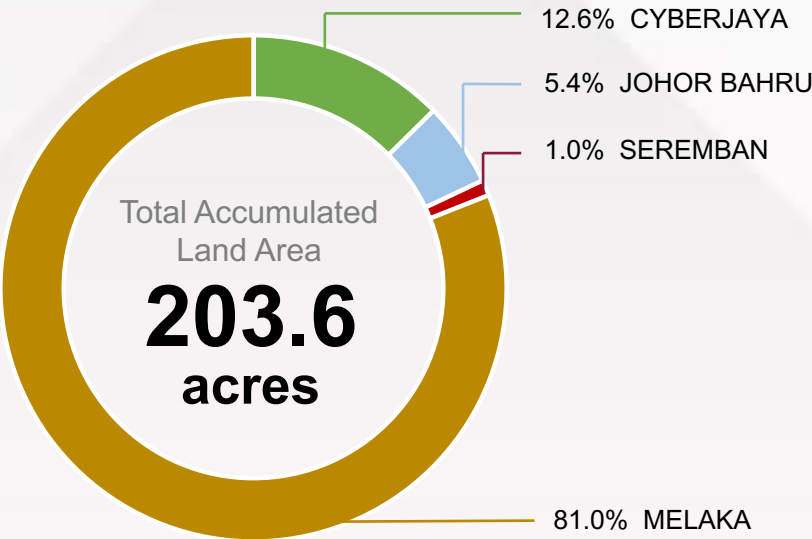 12.6% CYBERJAYA
5.4% JOHOR BAHRU
1.0% SEREMBAN
Total Accumulated
Land Area
203.6
acres
81.0% MELAKA